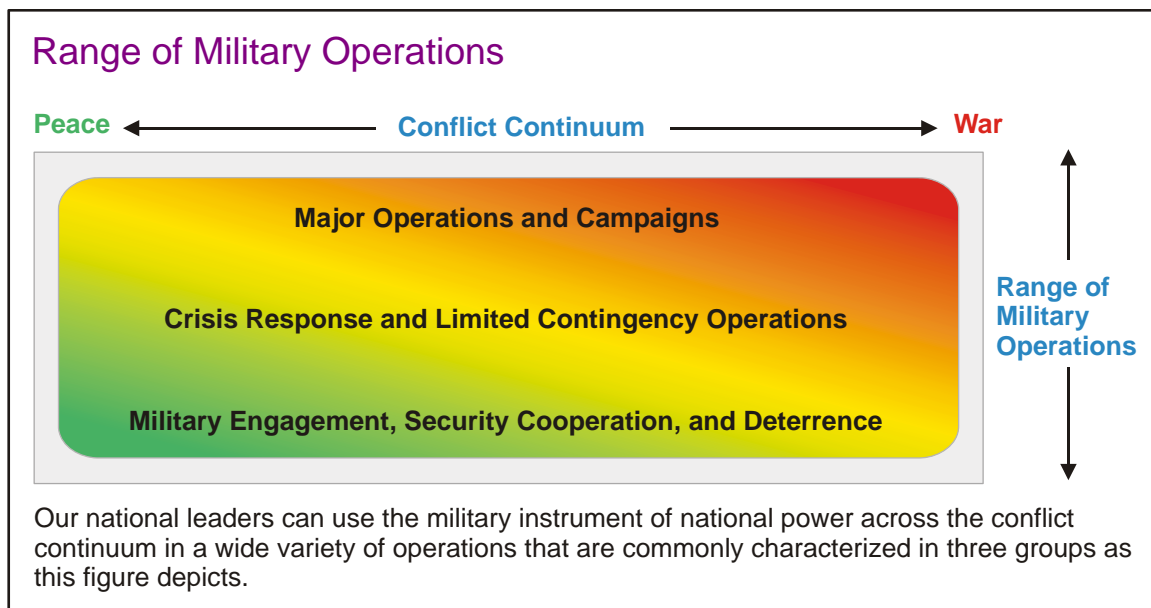 Range of Military Operations
Peace
Conflict Continuum
War
Major Operations and Campaigns
Crisis Response and Limited Contingency Operations
Military Engagement, Security Cooperation, and Deterrence
Range of
Military
Operations
Our national leaders can use the military instrument of national power across the conflict
continuum in a wide variety of operations that are commonly characterized in three groups as
this figure depicts.